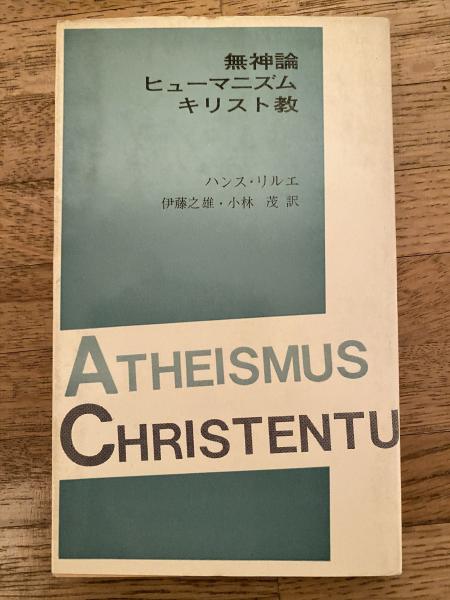 無神論
ヒューマニズム
キリスト教
ハンス・リルエ
伊藤之雄・小林 茂 訳
ATHEISMUS
CHRISTENTU